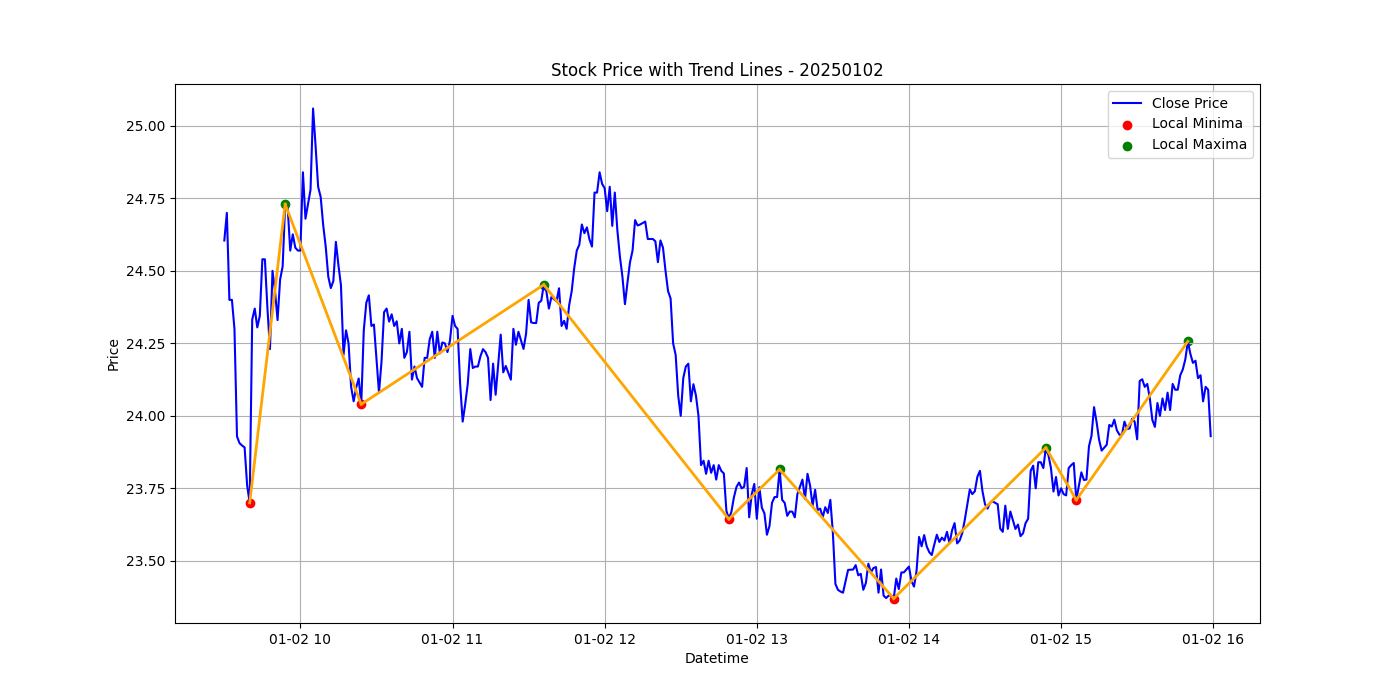 Stock Price with Trend Lines - 20250102
Close Price
Local Minima
Local Maxima
Price
25.00
24.75
24.50
24.25
24.00
23.75
23.50
01-02 10
01-02 11
01-02 12
01-02 13
01-02 14
01-02 15
01-02 16
Datetime